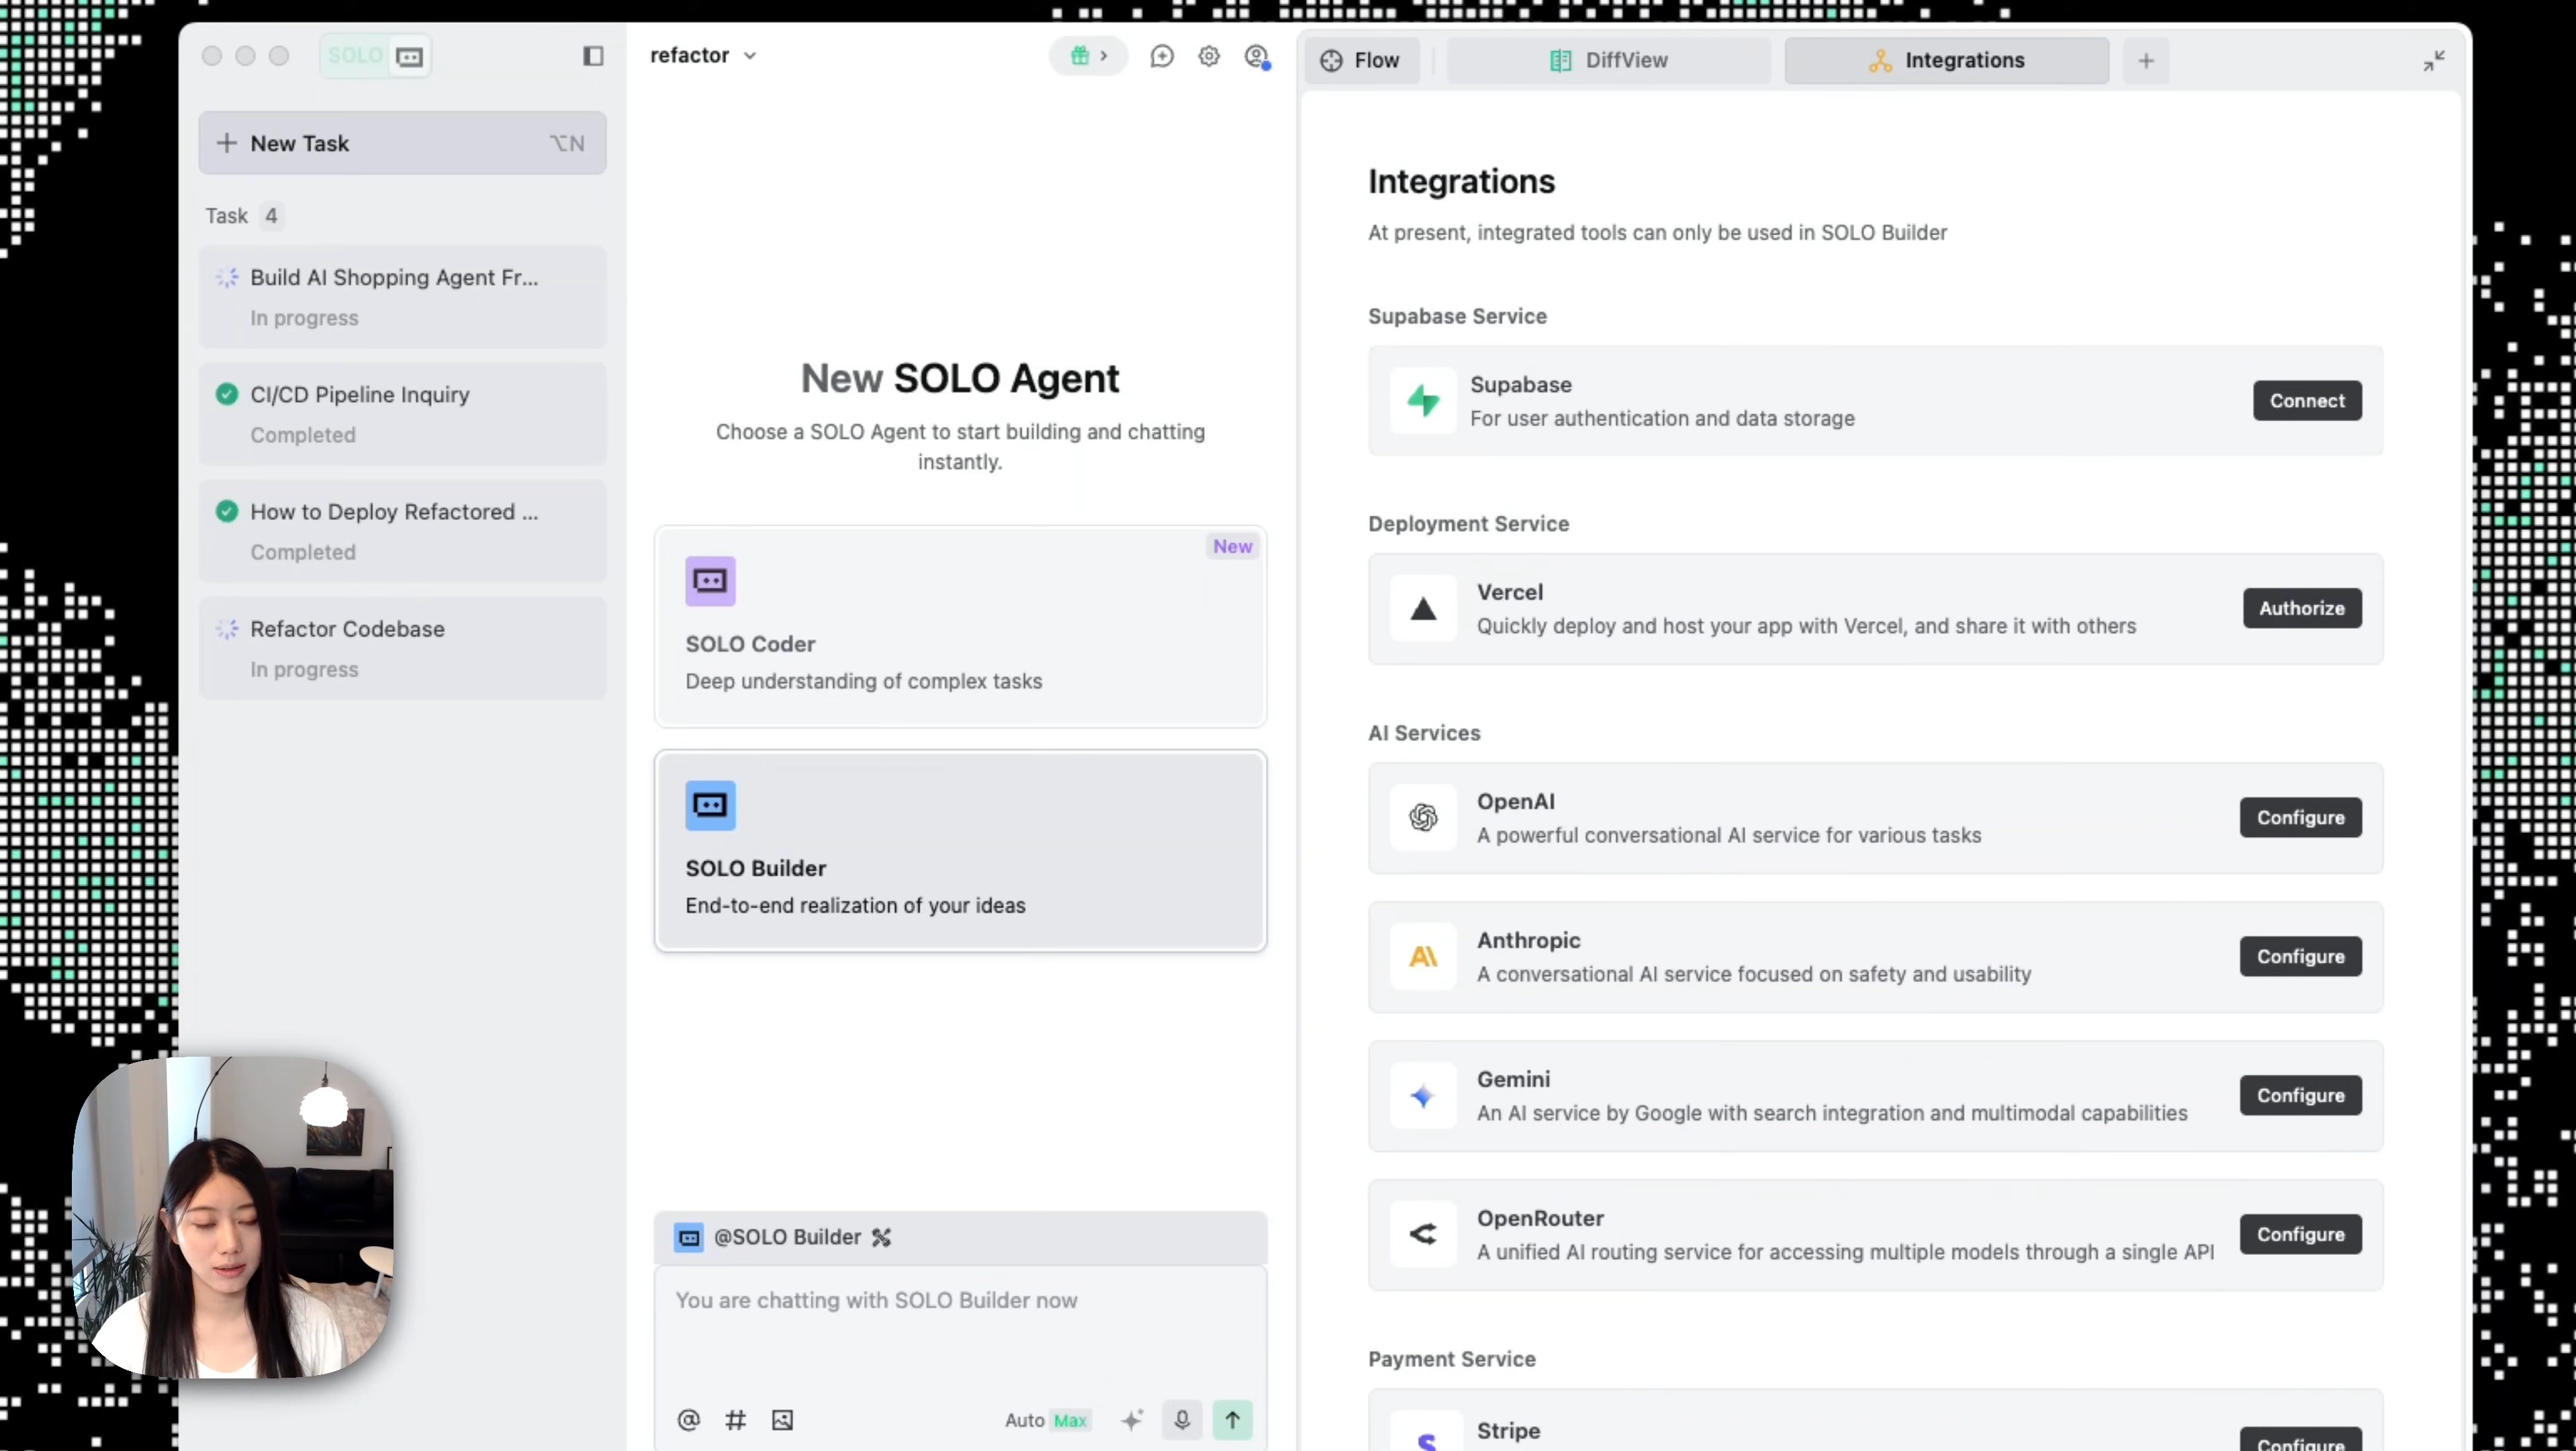 SOLO
New Task
⌥N
Task 4
Build AI Shopping Agent Fr...
In progress
CI/CD Pipeline Inquiry
Completed
How to Deploy Refactored ...
Completed
Refactor Codebase
In progress
refactor
New SOLO Agent
Choose a SOLO Agent to start building and chatting
instantly.
New
SOLO Coder
Deep understanding of complex tasks
SOLO Builder
End-to-end realization of your ideas
@SOLO Builder
You are chatting with SOLO Builder now
Auto Max
Flow
DiffView
Integrations
Integrations
At present, integrated tools can only be used in SOLO Builder
Supabase Service
Supabase
For user authentication and data storage
Connect
Deployment Service
Vercel
Quickly deploy and host your app with Vercel, and share it with others
Authorize
AI Services
OpenAI
A powerful conversational AI service for various tasks
Configure
Anthropic
A conversational AI service focused on safety and usability
Configure
Gemini
An AI service by Google with search integration and multimodal capabilities
Configure
OpenRouter
A unified AI routing service for accessing multiple models through a single API
Configure
Payment Service
Stripe
Configure